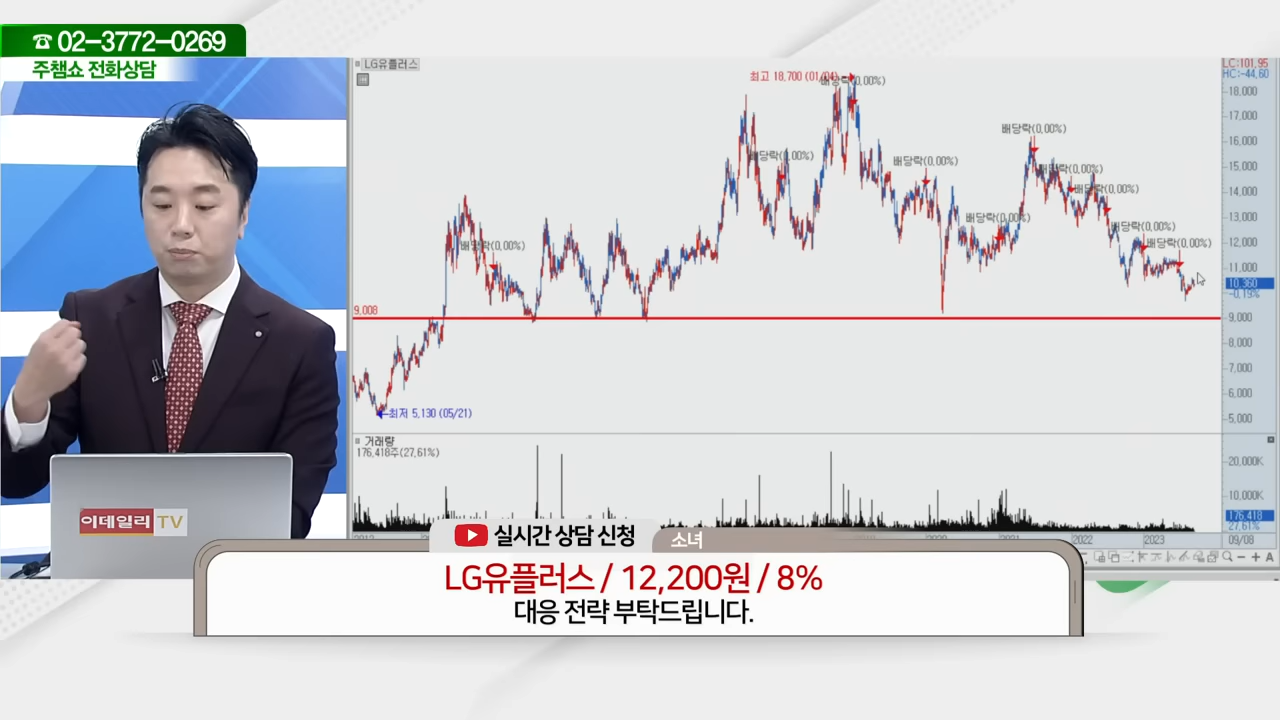 ☎ 02-3772-0269
주챔쇼 전화상담
LG유플러스
최고 18,700 (01/04)
배당락(0,00%)
배당락(0,00%)
배당락(0,00%)
배당락(0,00%)
배당락(0,00%)
배당락(0,00%)
배당락(0,00%)
배당락(0,00%)
배당락(0,00%)
배당락(0,00%)
9,008
최저 5,130 (05/21)
LC:101,95
HC:-44,60
18,000
17,000
16,000
15,000
14,000
13,000
12,000
11,000
10,360
-0,19%
9,000
8,000
7,000
6,000
5,000
거래량
176,418주(27,61%)
20,000K
10,000K
176,418
27,61%
2021
2022
2023
09/08
이데일리 TV
실시간 상담 신청
소녀
LG유플러스 / 12,200원 / 8%
대응 전략 부탁드립니다.